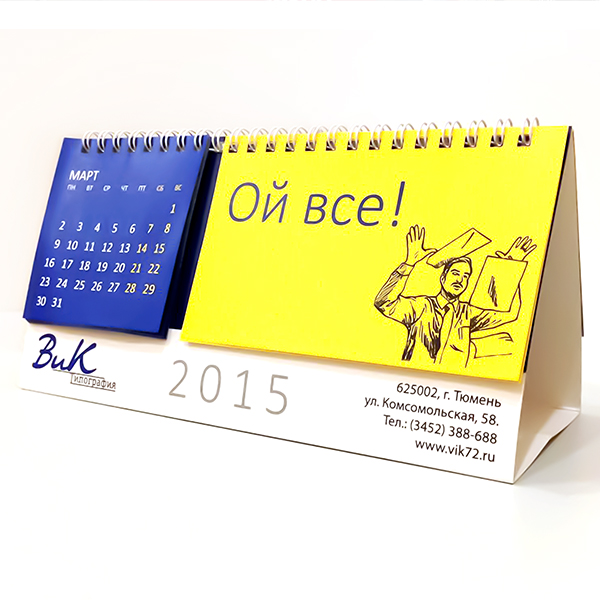 МАРТ
ПН ВТ СР ЧТ ПТ СБ ВС
1
2 3 4 5 6 7 8
9 10 11 12 13 14 15
16 17 18 19 20 21 22
23 24 25 26 27 28 29
30 31
Ой все!
ВиК
Типография
2015
625002, г. Тюмень
ул. Комсомольская, 58.
Тел.: (3452) 388-688
www.vik72.ru